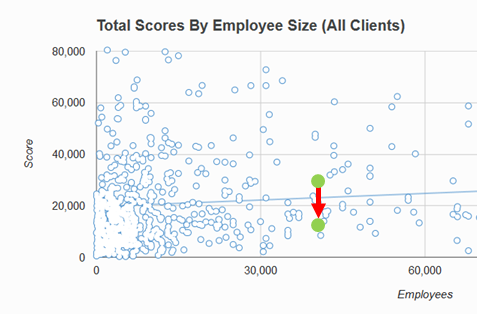 Total Scores By Employee Size (All Clients)
80,000
60,000
40,000
20,000
0
Score
0 30,000 60,000
Employees